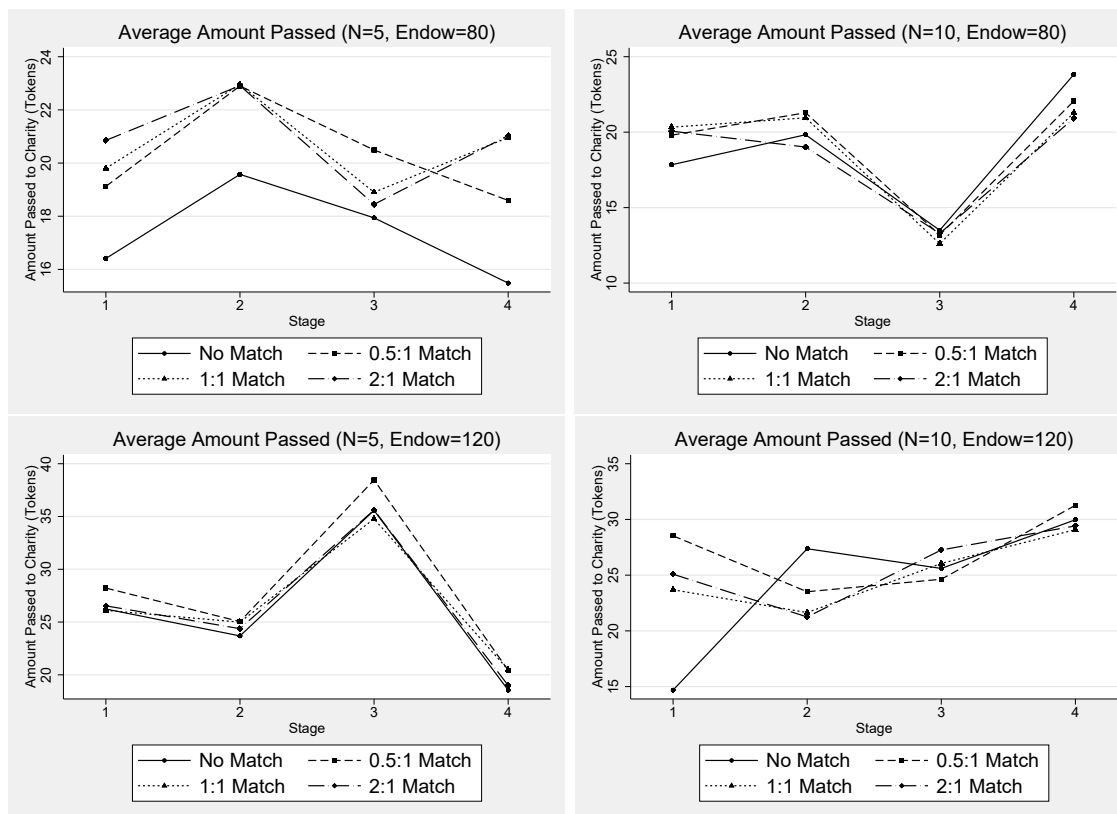 Average Amount Passed (N=5, Endow=80)
Amount Passed to Charity (Tokens)
24
22
20
18
16
1 2 3 4
Stage
No Match 0.5:1 Match
1:1 Match 2:1 Match
Average Amount Passed (N=10, Endow=80)
Amount Passed to Charity (Tokens)
25
20
15
10
1 2 3 4
Stage
No Match 0.5:1 Match
1:1 Match 2:1 Match
Average Amount Passed (N=5, Endow=120)
Amount Passed to Charity (Tokens)
40
35
30
25
20
1 2 3 4
Stage
No Match 0.5:1 Match
1:1 Match 2:1 Match
Average Amount Passed (N=10, Endow=120)
Amount Passed to Charity (Tokens)
35
30
25
20
15
1 2 3 4
Stage
No Match 0.5:1 Match
1:1 Match 2:1 Match